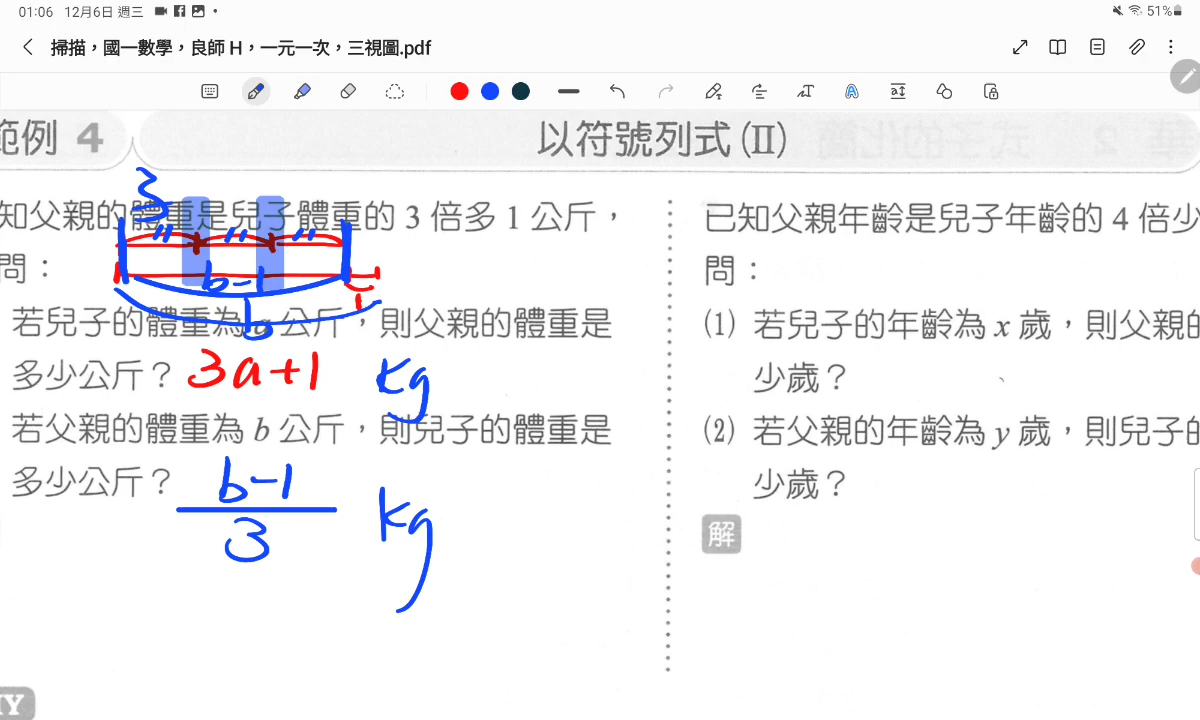 01:06 12月6日 週三 51%
掃描，國一數學，良師 H，一元一次，三視圖.pdf
範例 4
以符號列式(II)
知父親的體重是兒子體重的 3 倍多 1 公斤，
問：
3
b-1
1
b
若兒子的體重為 a 公斤，則父親的體重是
多少公斤？ 3a+1 kg
若父親的體重為 b 公斤，則兒子的體重是
多少公斤？ b-1
3
kg
已知父親年齡是兒子年齡的 4 倍少
問：
(1) 若兒子的年齡為 x 歲，則父親的
少歲？
(2) 若父親的年齡為 y 歲，則兒子的
少歲？
解